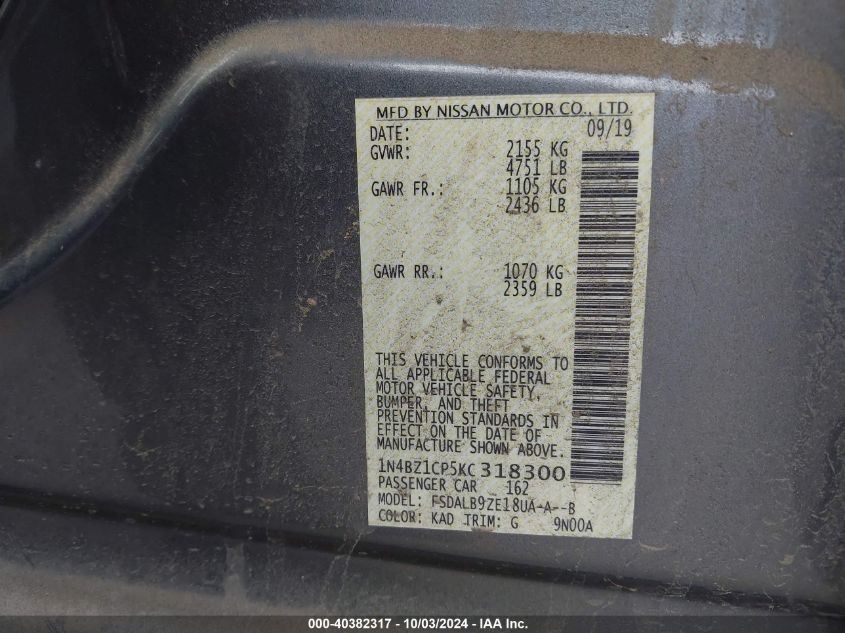 MFD BY NISSAN MOTOR CO., LTD.
DATE: 09/19
GVWR: 2155 KG
4751 LB
GAWR FR.: 1105 KG
2436 LB
GAWR RR.: 1070 KG
2359 LB
THIS VEHICLE CONFORMS TO
ALL APPLICABLE FEDERAL
MOTOR VEHICLE SAFETY,
BUMPER, AND THEFT
PREVENTION STANDARDS IN
EFFECT ON THE DATE OF
MANUFACTURE SHOWN ABOVE.
1N4BZ1CP5KC318300
PASSENGER CAR 162
MODEL: FSDALB9ZE18UA-A--B
COLOR: KAD TRIM: G 9N00A
000-40382317 - 10/03/2024 - IAA Inc.